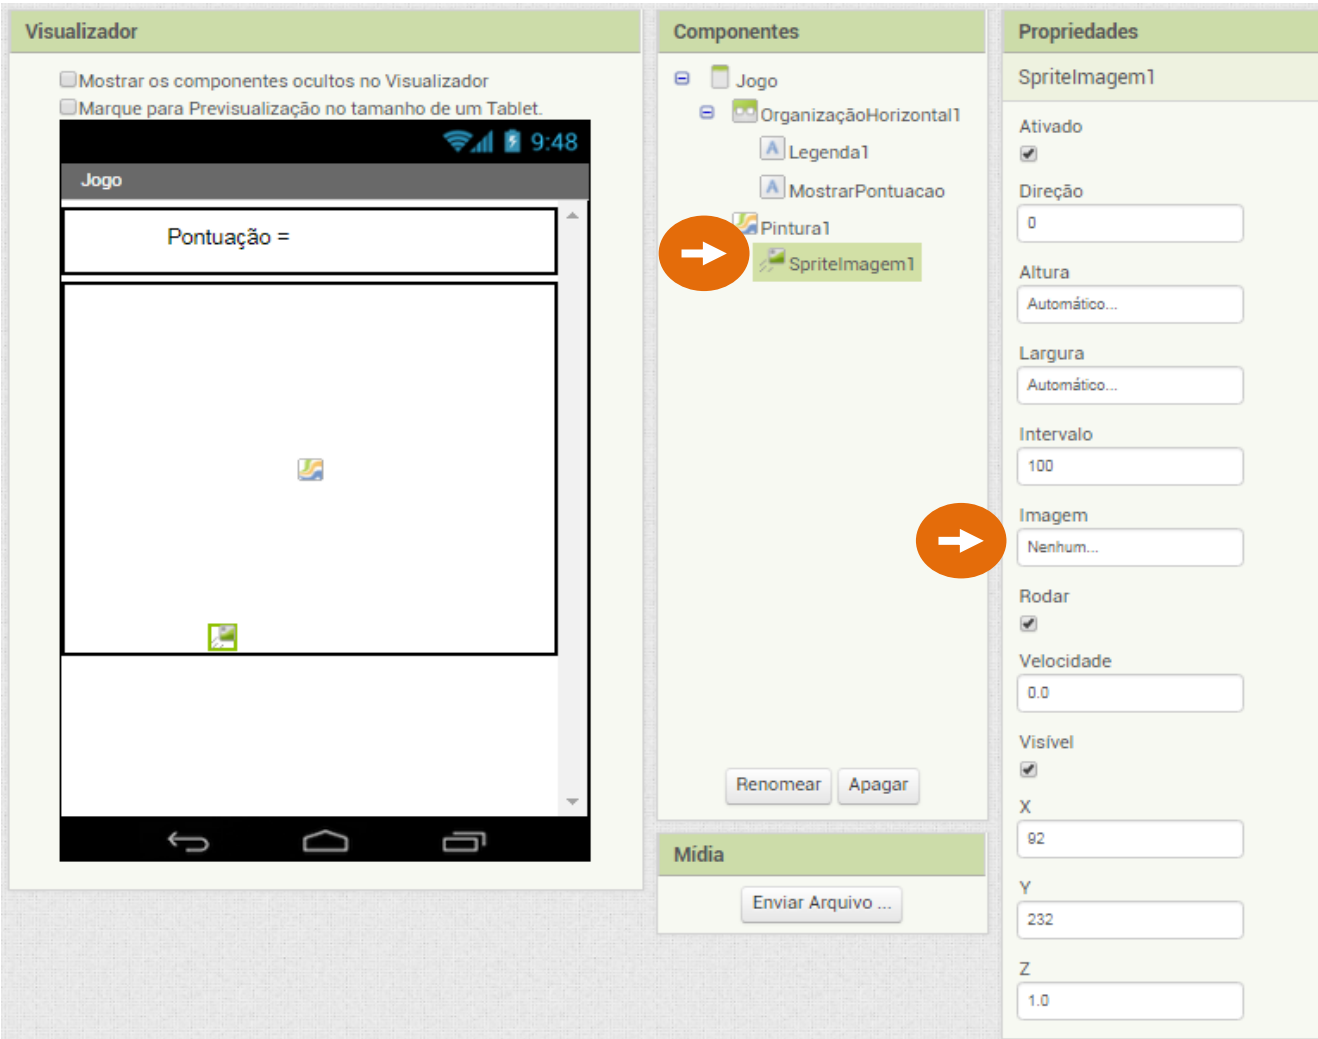 Visualizador
Mostrar os componentes ocultos no Visualizador
Marque para Previsualização no tamanho de um Tablet.
9:48
Jogo
Pontuação =
Componentes
Jogo
OrganizaçãoHorizontal1
A Legenda1
A MostrarPontuacao
Pintura1
SpriteImagem1
Renomear Apagar
Mídia
Enviar Arquivo ...
Propriedades
SpriteImagem1
Ativado
Direção
0
Altura
Automático...
Largura
Automático...
Intervalo
100
Imagem
Nenhum...
Rodar
Velocidade
0.0
Visível
X
92
Y
232
Z
1.0